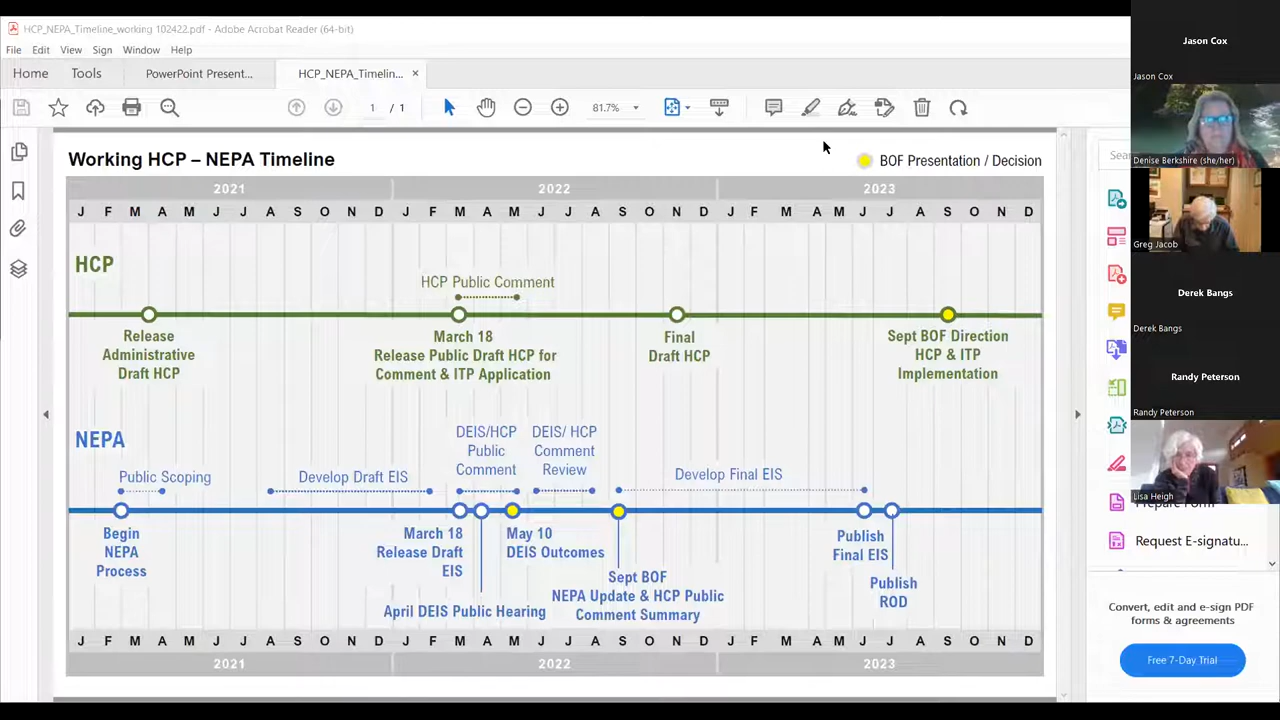 HCP_NEPA_Timeline_working 102422.pdf - Adobe Acrobat Reader (64-bit)
File Edit View Sign Window Help
Home Tools PowerPoint Present... HCP_NEPA_Timelin... ×
1 / 1 81.7%
Working HCP – NEPA Timeline
BOF Presentation / Decision
2021 2022 2023
J F M A M J J A S O N D J F M A M J J A S O N D J F M A M J J A S O N D
HCP
HCP Public Comment
Release
Administrative
Draft HCP
March 18
Release Public Draft HCP for
Comment & ITP Application
Final
Draft HCP
Sept BOF Direction
HCP & ITP
Implementation
NEPA
Public Scoping
Develop Draft EIS
DEIS/HCP
Public
Comment
DEIS/ HCP
Comment
Review
Develop Final EIS
Begin
NEPA
Process
March 18
Release Draft
EIS
April DEIS Public Hearing
May 10
DEIS Outcomes
Sept BOF
NEPA Update & HCP Public
Comment Summary
Publish
Final EIS
Publish
ROD
J F M A M J J A S O N D J F M A M J J A S O N D J F M A M J J A S O N D
2021 2022 2023
Sear
Prepare Form
Request E-signatu...
Convert, edit and e-sign PDF
forms & agreements
Free 7-Day Trial
Jason Cox
Jason Cox
Denise Berkshire (she/her)
Greg Jacob
Derek Bangs
Derek Bangs
Randy Peterson
Randy Peterson
Lisa Heigh